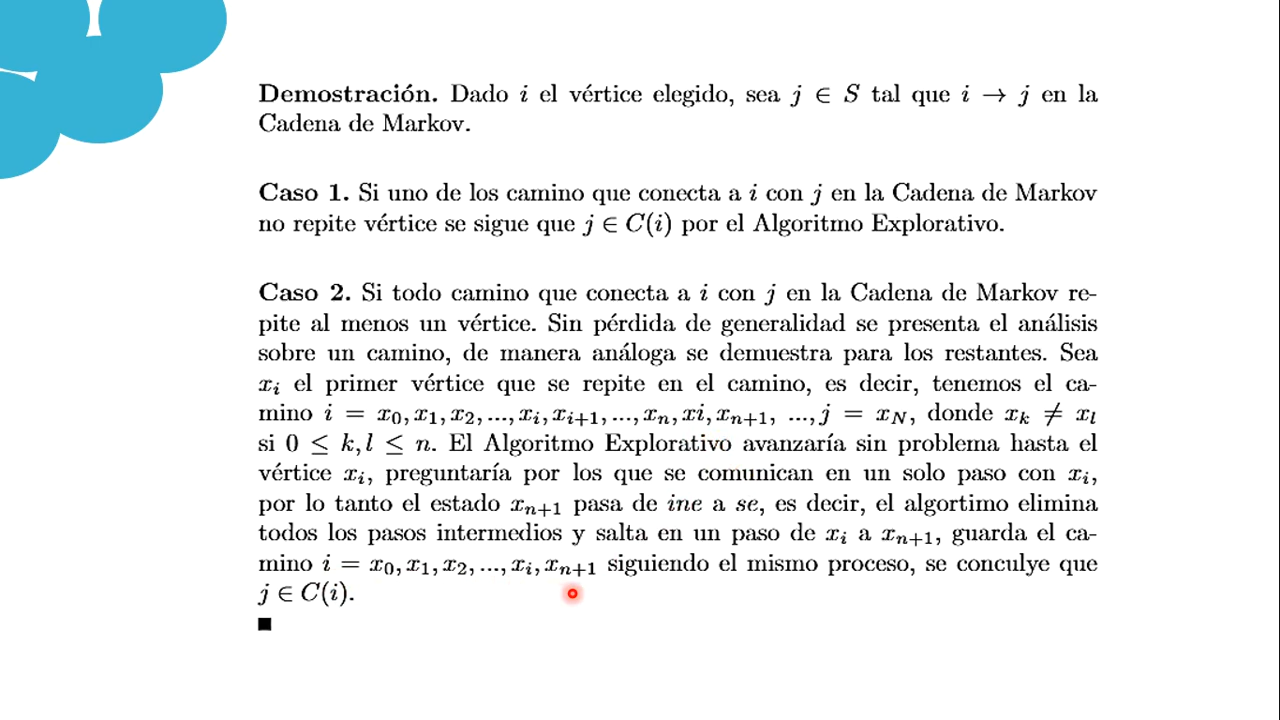 Demostración. Dado i el vértice elegido, sea j ∈ S tal que i → j en la
Cadena de Markov.
Caso 1. Si uno de los camino que conecta a i con j en la Cadena de Markov
no repite vértice se sigue que j ∈ C(i) por el Algoritmo Explorativo.
Caso 2. Si todo camino que conecta a i con j en la Cadena de Markov re-
pite al menos un vértice. Sin pérdida de generalidad se presenta el análisis
sobre un camino, de manera análoga se demuestra para los restantes. Sea
x_i el primer vértice que se repite en el camino, es decir, tenemos el ca-
mino i = x_0, x_1, x_2, ..., x_i, x_{i+1}, ..., x_n, xi, x_{n+1}, ..., j = x_N, donde x_k ≠ x_l
si 0 ≤ k, l ≤ n. El Algoritmo Explorativo avanzaría sin problema hasta el
vértice x_i, preguntaría por los que se comunican en un solo paso con x_i,
por lo tanto el estado x_{n+1} pasa de ine a se, es decir, el algortimo elimina
todos los pasos intermedios y salta en un paso de x_i a x_{n+1}, guarda el ca-
mino i = x_0, x_1, x_2, ..., x_i, x_{n+1} siguiendo el mismo proceso, se conculye que
j ∈ C(i).
■